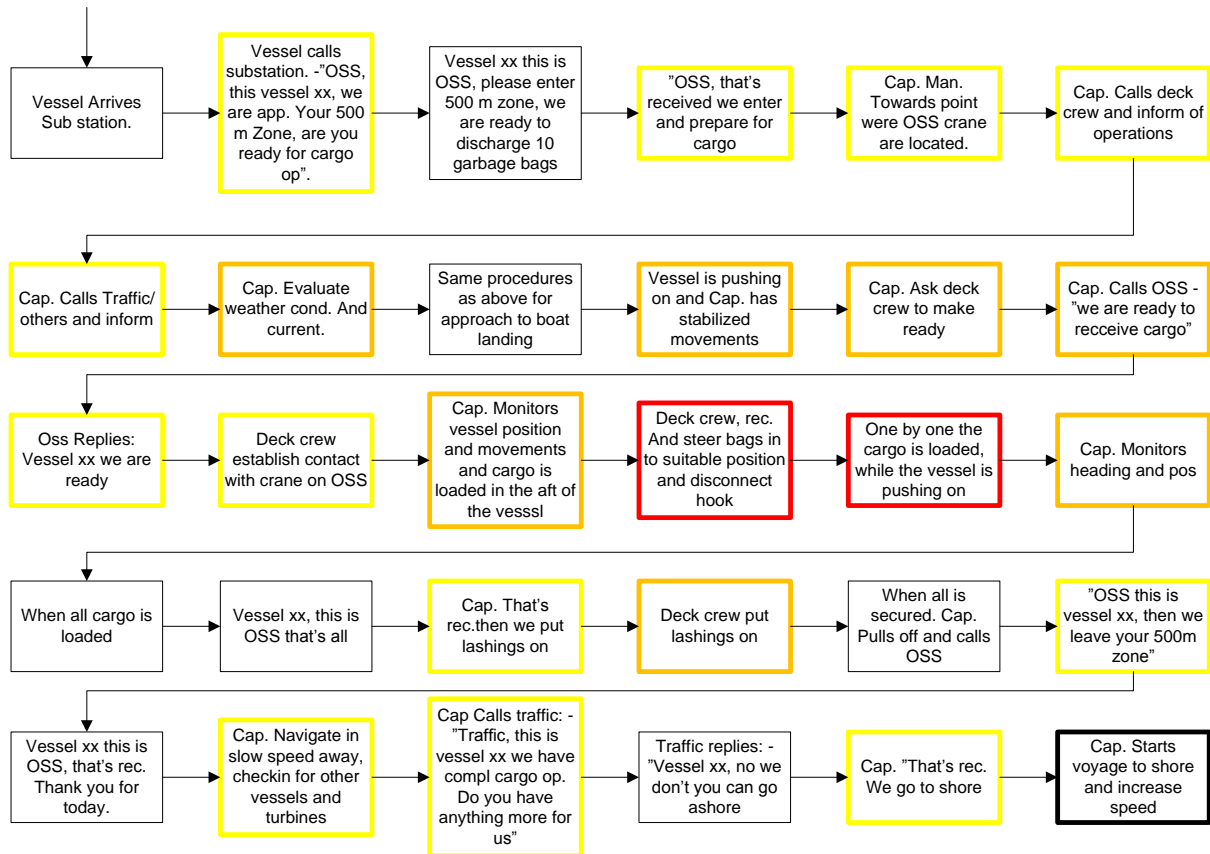 Vessel Arrives
Sub station.
Vessel calls
substation. -"OSS,
this vessel xx, we
are app. Your 500
m Zone, are you
ready for cargo
op".
Vessel xx this is
OSS, please enter
500 m zone, we
are ready to
discharge 10
garbage bags
"OSS, that's
received we enter
and prepare for
cargo
Cap. Man.
Towards point
were OSS crane
are located.
Cap. Calls deck
crew and inform of
operations
Cap. Calls Traffic/
others and inform
Cap. Evaluate
weather cond. And
current.
Same procedures
as above for
approach to boat
landing
Vessel is pushing
on and Cap. has
stabilized
movements
Cap. Ask deck
crew to make
ready
Cap. Calls OSS -
"we are ready to
recceive cargo"
Oss Replies:
Vessel xx we are
ready
Deck crew
establish contact
with crane on OSS
Cap. Monitors
vessel position
and movements
and cargo is
loaded in the aft of
the vesssl
Deck crew, rec.
And steer bags in
to suitable position
and disconnect
hook
One by one the
cargo is loaded,
while the vessel is
pushing on
Cap. Monitors
heading and pos
When all cargo is
loaded
Vessel xx, this is
OSS that's all
Cap. That's
rec.then we put
lashings on
Deck crew put
lashings on
When all is
secured. Cap.
Pulls off and calls
OSS
"OSS this is
vessel xx, then we
leave your 500m
zone"
Vessel xx this is
OSS, that's rec.
Thank you for
today.
Cap. Navigate in
slow speed away,
checkin for other
vessels and
turbines
Cap Calls traffic: -
"Traffic, this is
vessel xx we have
compl cargo op.
Do you have
anything more for
us"
Traffic replies: -
"Vessel xx, no we
don't you can go
ashore
Cap. "That's rec.
We go to shore
Cap. Starts
voyage to shore
and increase
speed